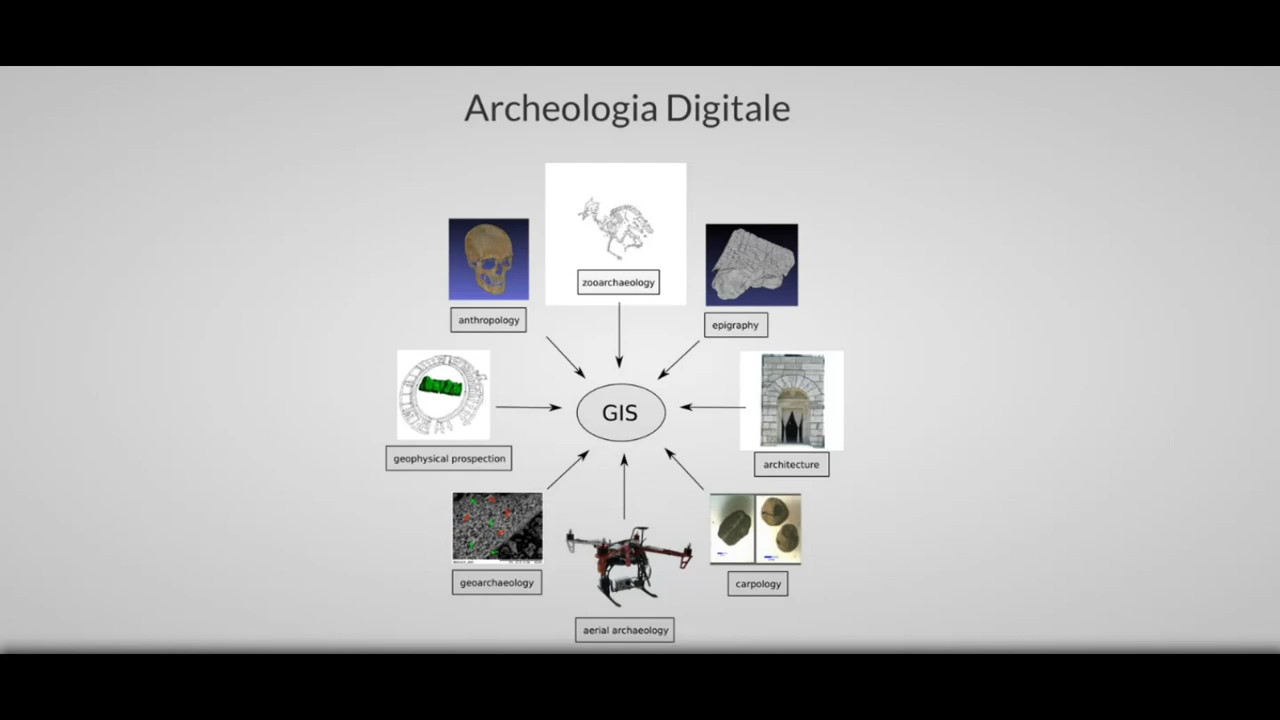 Archeologia Digitale
zooarchaeology
anthropology
epigraphy
GIS
geophysical prospection
architecture
geoarchaeology
carpology
aerial archaeology